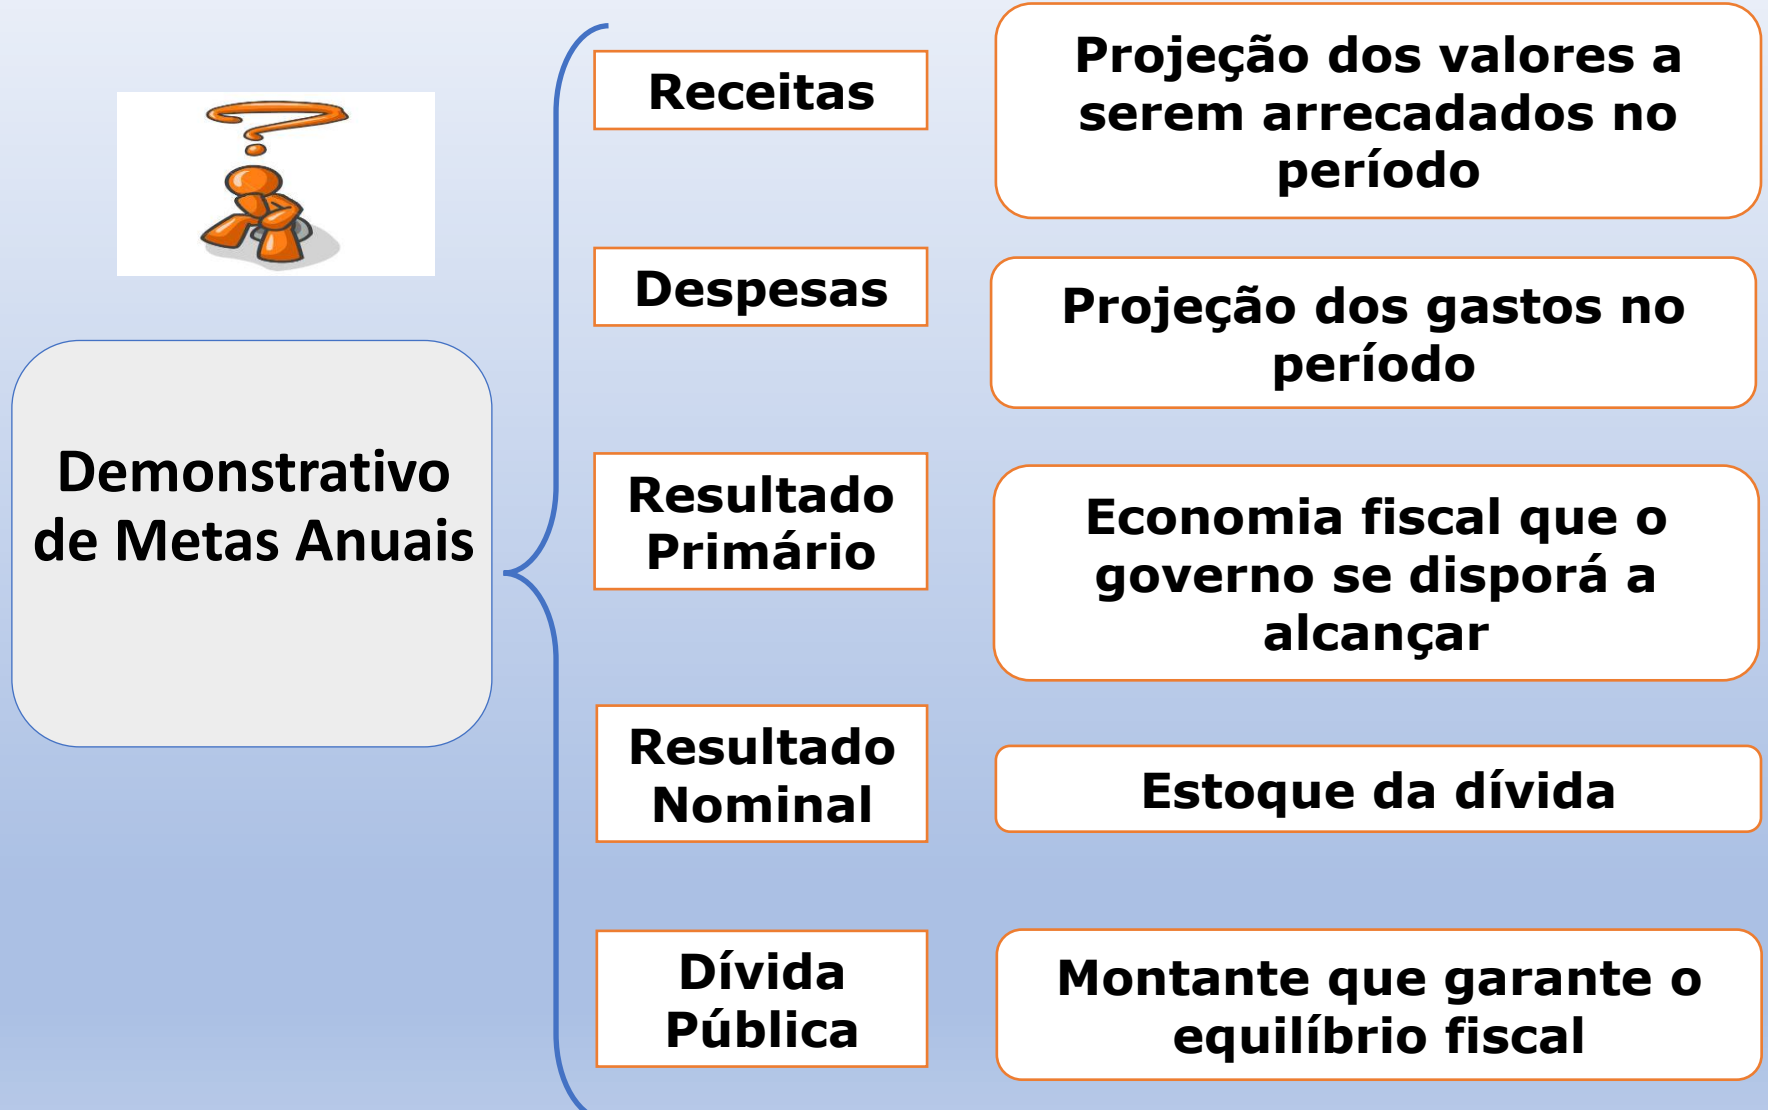 Demonstrativo
de Metas Anuais
Receitas
Projeção dos valores a
serem arrecadados no
período
Despesas
Projeção dos gastos no
período
Resultado
Primário
Economia fiscal que o
governo se disporá a
alcançar
Resultado
Nominal
Estoque da dívida
Dívida
Pública
Montante que garante o
equilíbrio fiscal